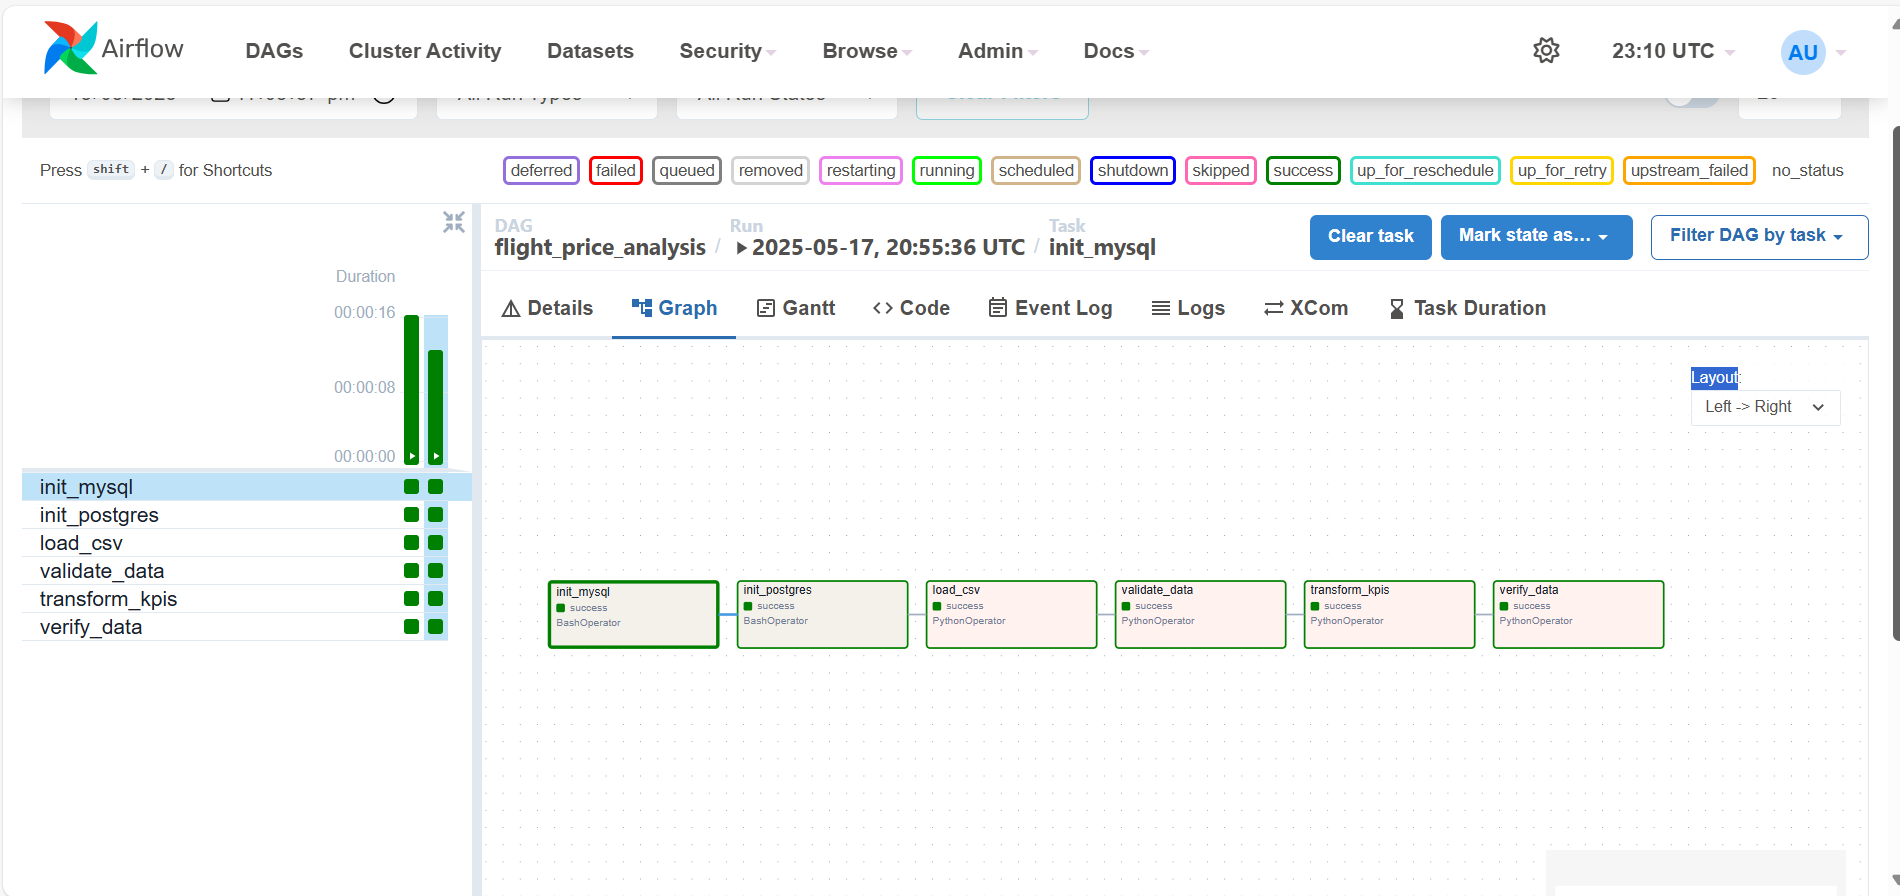 Airflow
DAGs
Cluster Activity
Datasets
Security
Browse
Admin
Docs
23:10 UTC
AU
Press shift + / for Shortcuts
deferred
failed
queued
removed
restarting
running
scheduled
shutdown
skipped
success
up_for_reschedule
up_for_retry
upstream_failed
no_status
DAG
flight_price_analysis
/
Run
2025-05-17, 20:55:36 UTC
/
Task
init_mysql
Clear task
Mark state as...
Filter DAG by task
Details
Graph
Gantt
Code
Event Log
Logs
XCom
Task Duration
Duration
00:00:16
00:00:08
00:00:00
init_mysql
init_postgres
load_csv
validate_data
transform_kpis
verify_data
Layout:
Left -> Right
init_mysql
success
BashOperator
init_postgres
success
BashOperator
load_csv
success
PythonOperator
validate_data
success
PythonOperator
transform_kpis
success
PythonOperator
verify_data
success
PythonOperator